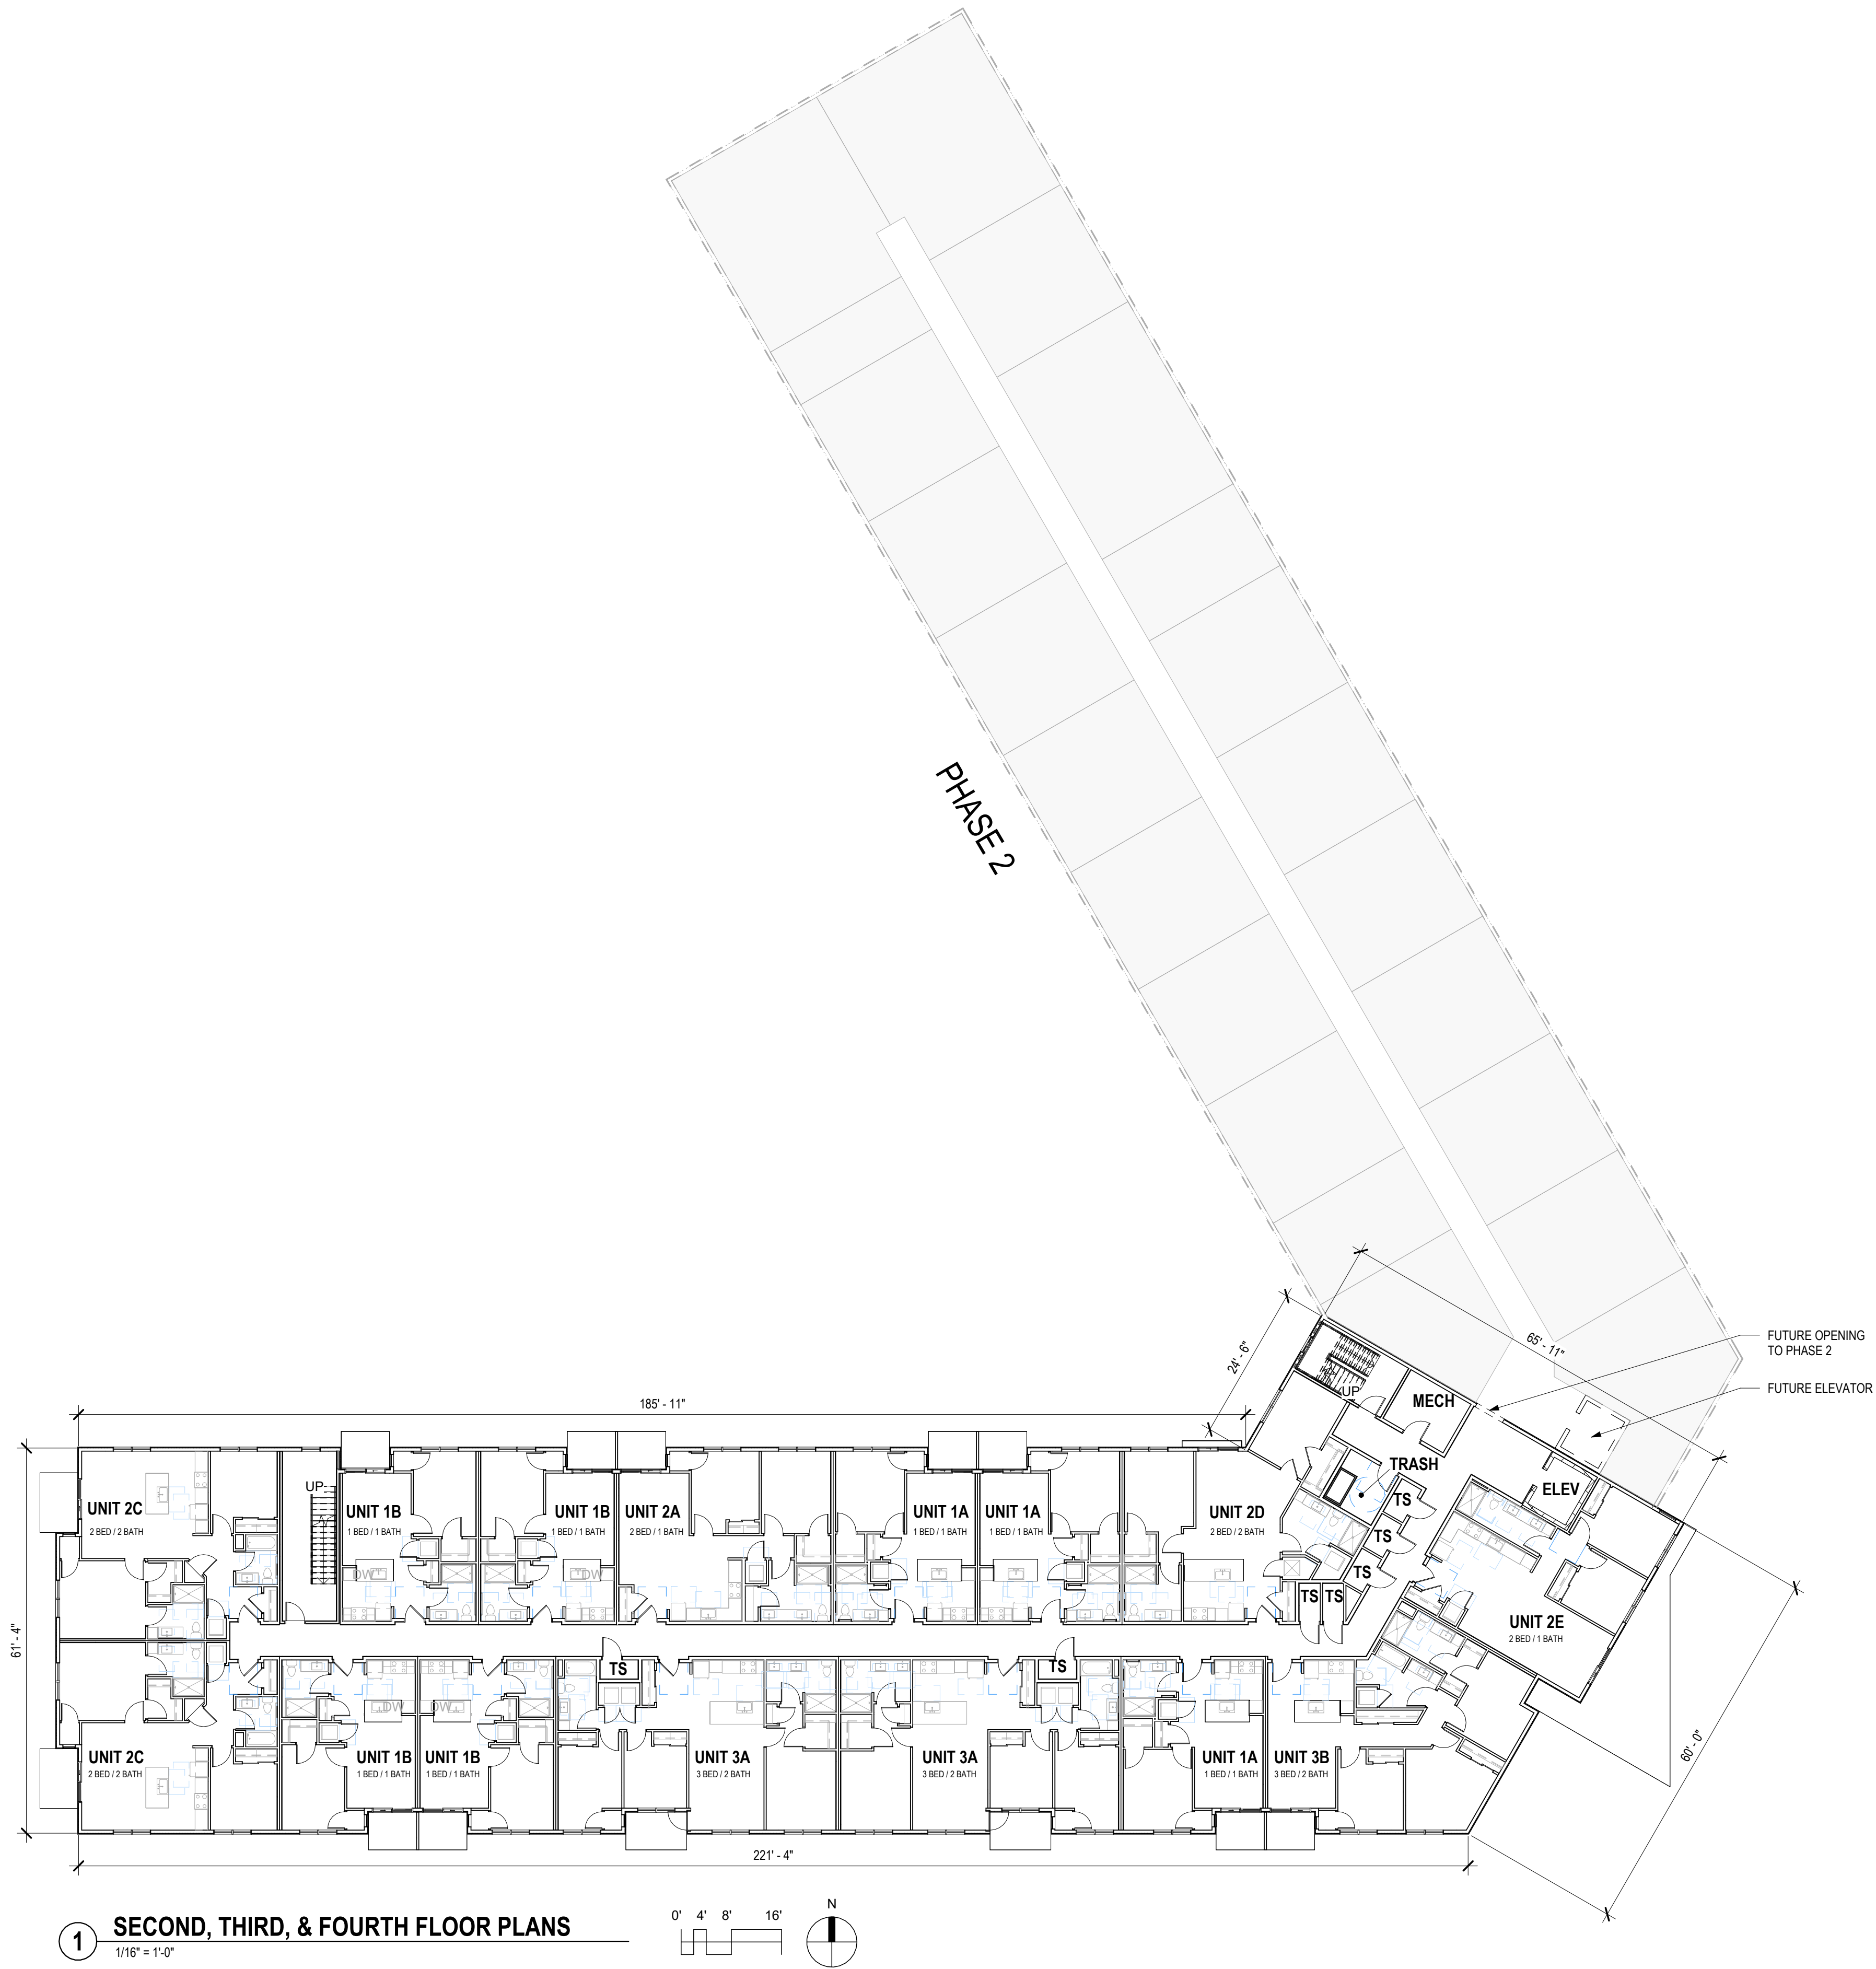 PHASE 2
65' - 11"
24' - 6"
FUTURE OPENING
TO PHASE 2
FUTURE ELEVATOR
UP
MECH
185' - 11"
TRASH
ELEV
TS
TS
TS
TS
TS
UP
UNIT 2C
2 BED / 2 BATH
UNIT 1B
1 BED / 1 BATH
UNIT 1B
1 BED / 1 BATH
UNIT 2A
2 BED / 1 BATH
UNIT 1A
1 BED / 1 BATH
UNIT 1A
1 BED / 1 BATH
UNIT 2D
2 BED / 2 BATH
DW
DW
UNIT 2E
2 BED / 1 BATH
61' - 4"
TS
TS
DW
DW
UNIT 2C
2 BED / 2 BATH
UNIT 1B
1 BED / 1 BATH
UNIT 1B
1 BED / 1 BATH
UNIT 3A
3 BED / 2 BATH
UNIT 3A
3 BED / 2 BATH
UNIT 1A
1 BED / 1 BATH
UNIT 3B
3 BED / 2 BATH
60' - 0"
221' - 4"
1
SECOND, THIRD, & FOURTH FLOOR PLANS
1/16" = 1'-0"
0' 4' 8' 16'
N